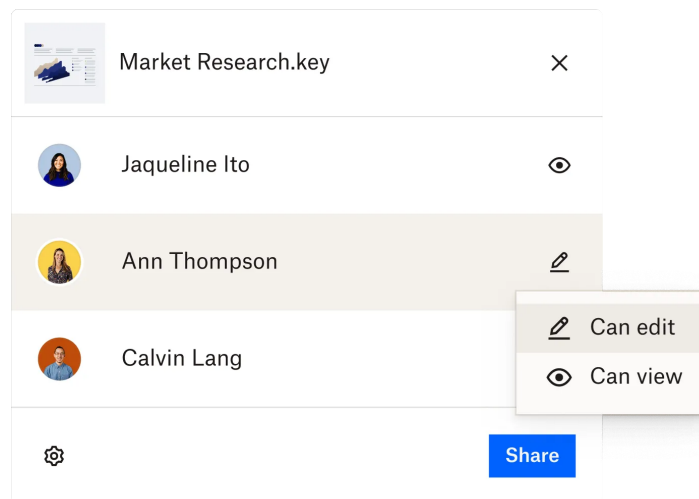 Market Research.key
Jaqueline Ito
Ann Thompson
Can edit
Calvin Lang
Can view
Share